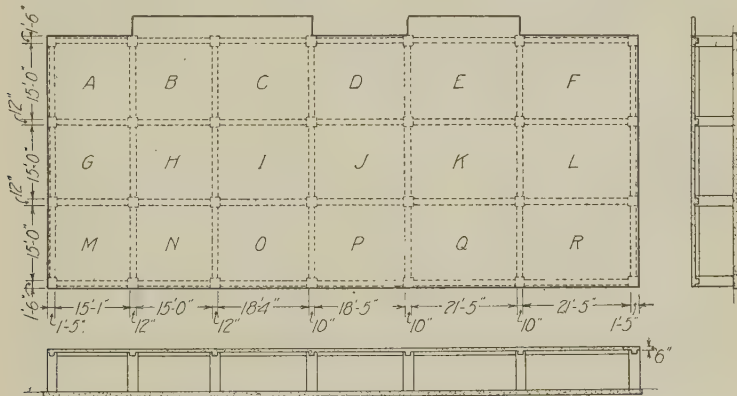 1'-6"
15'-0"
12"
15'-0"
12"
15'-0"
1'-6"
A B C D E F
G H I J K L
M N O P Q R
15'-1" 15'-0" 18'-4" 18'-5" 21'-5" 21'-5"
1'-5" 12" 12" 10" 10" 10" 1'-5"
6"